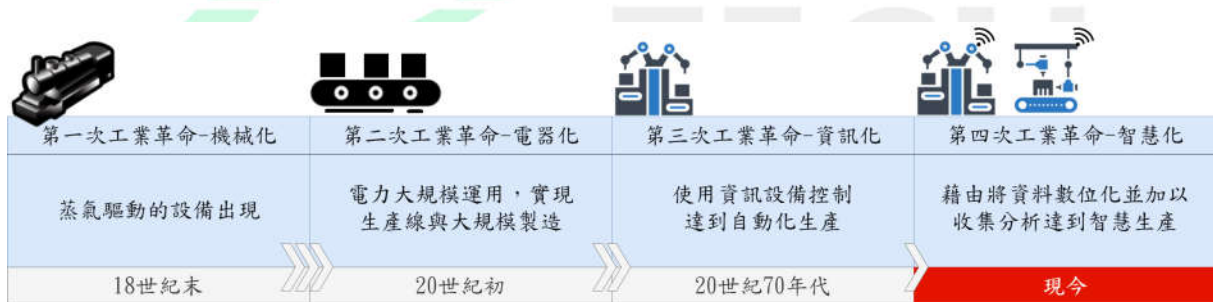 第一次工業革命-機械化
第二次工業革命-電器化
第三次工業革命-資訊化
第四次工業革命-智慧化
蒸氣驅動的設備出現
電力大規模運用，實現
生產線與大規模製造
使用資訊設備控制
達到自動化生產
藉由將資料數位化並加以
收集分析達到智慧生產
18世紀末
20世紀初
20世紀70年代
現今